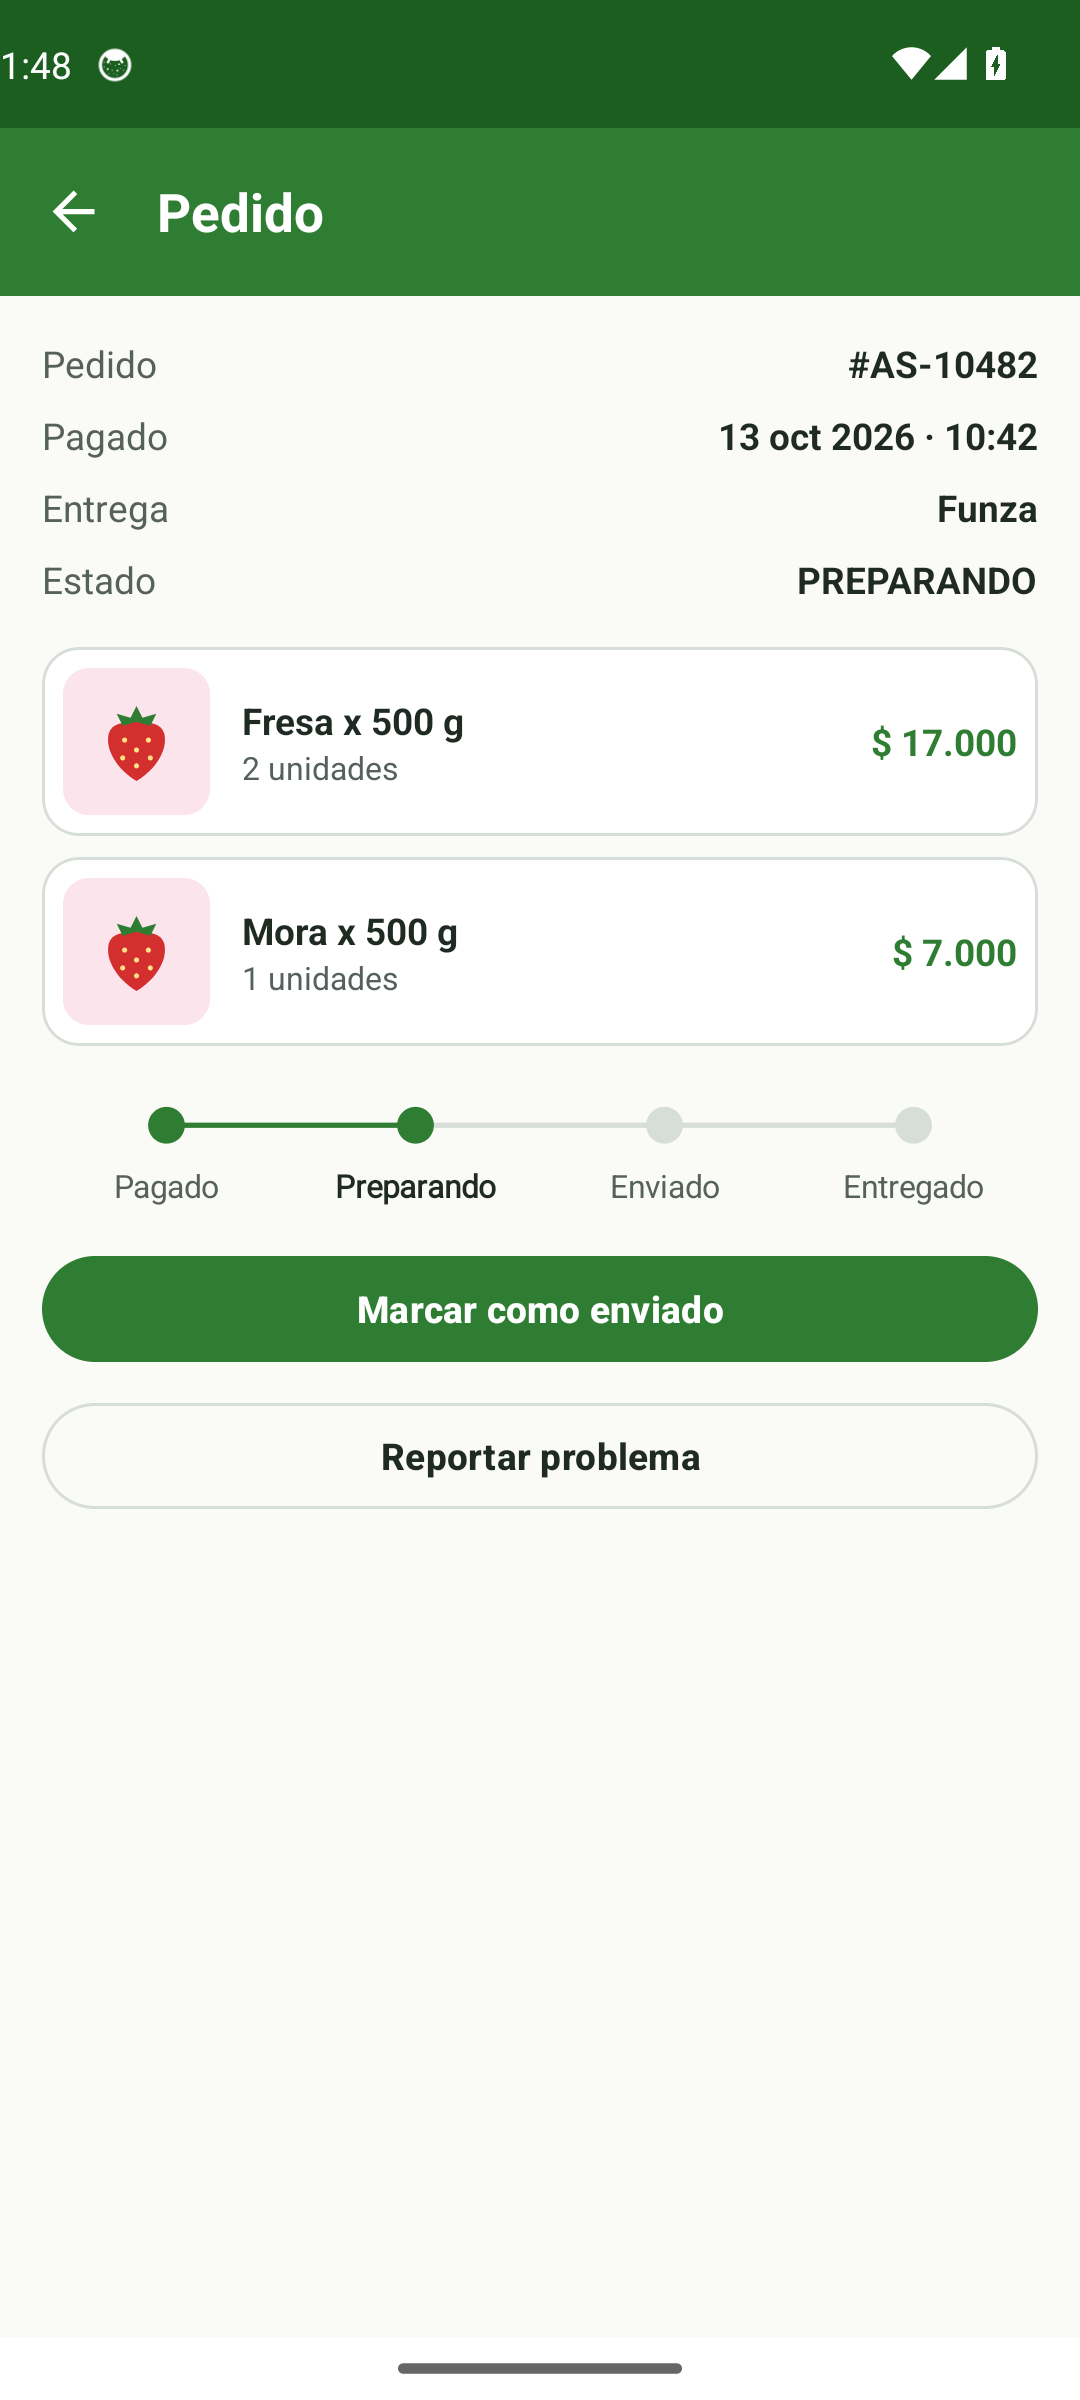 1:48
Pedido
Pedido #AS-10482
Pagado 13 oct 2026 · 10:42
Entrega Funza
Estado PREPARANDO
Fresa x 500 g
2 unidades
$ 17.000
Mora x 500 g
1 unidades
$ 7.000
Pagado Preparando Enviado Entregado
Marcar como enviado
Reportar problema